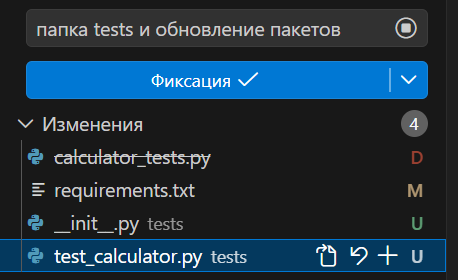 папка tests и обновление пакетов
Фиксация
Изменения 4
calculator_tests.py D
requirements.txt M
__init__.py tests U
test_calculator.py tests U